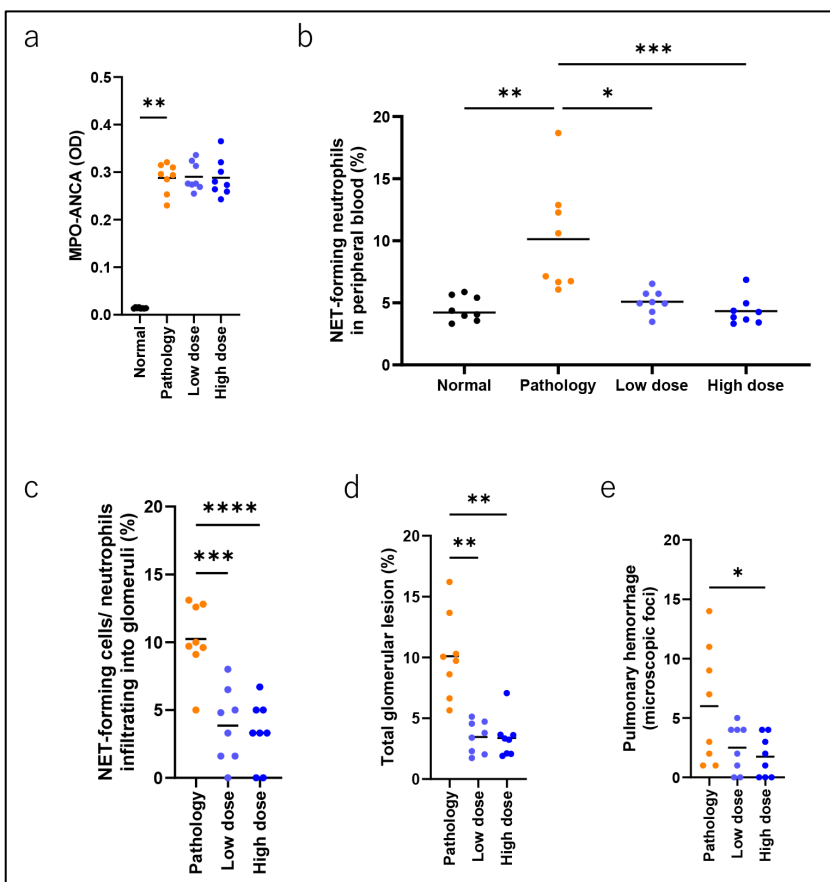 a
**
MPO-ANCA (OD)
0.5
0.4
0.3
0.2
0.1
0.0
Normal
Pathology
Low dose
High dose
b
***
**
*
NET-forming neutrophils
in peripheral blood (%)
20
15
10
5
0
Normal
Pathology
Low dose
High dose
c
****
***
NET-forming cells/ neutrophils
infiltrating into glomeruli (%)
20
15
10
5
0
Pathology
Low dose
High dose
d
**
**
Total glomerular lesion (%)
20
15
10
5
0
Pathology
Low dose
High dose
e
*
Pulmonary hemorrhage
(microscopic foci)
20
15
10
5
0
Pathology
Low dose
High dose